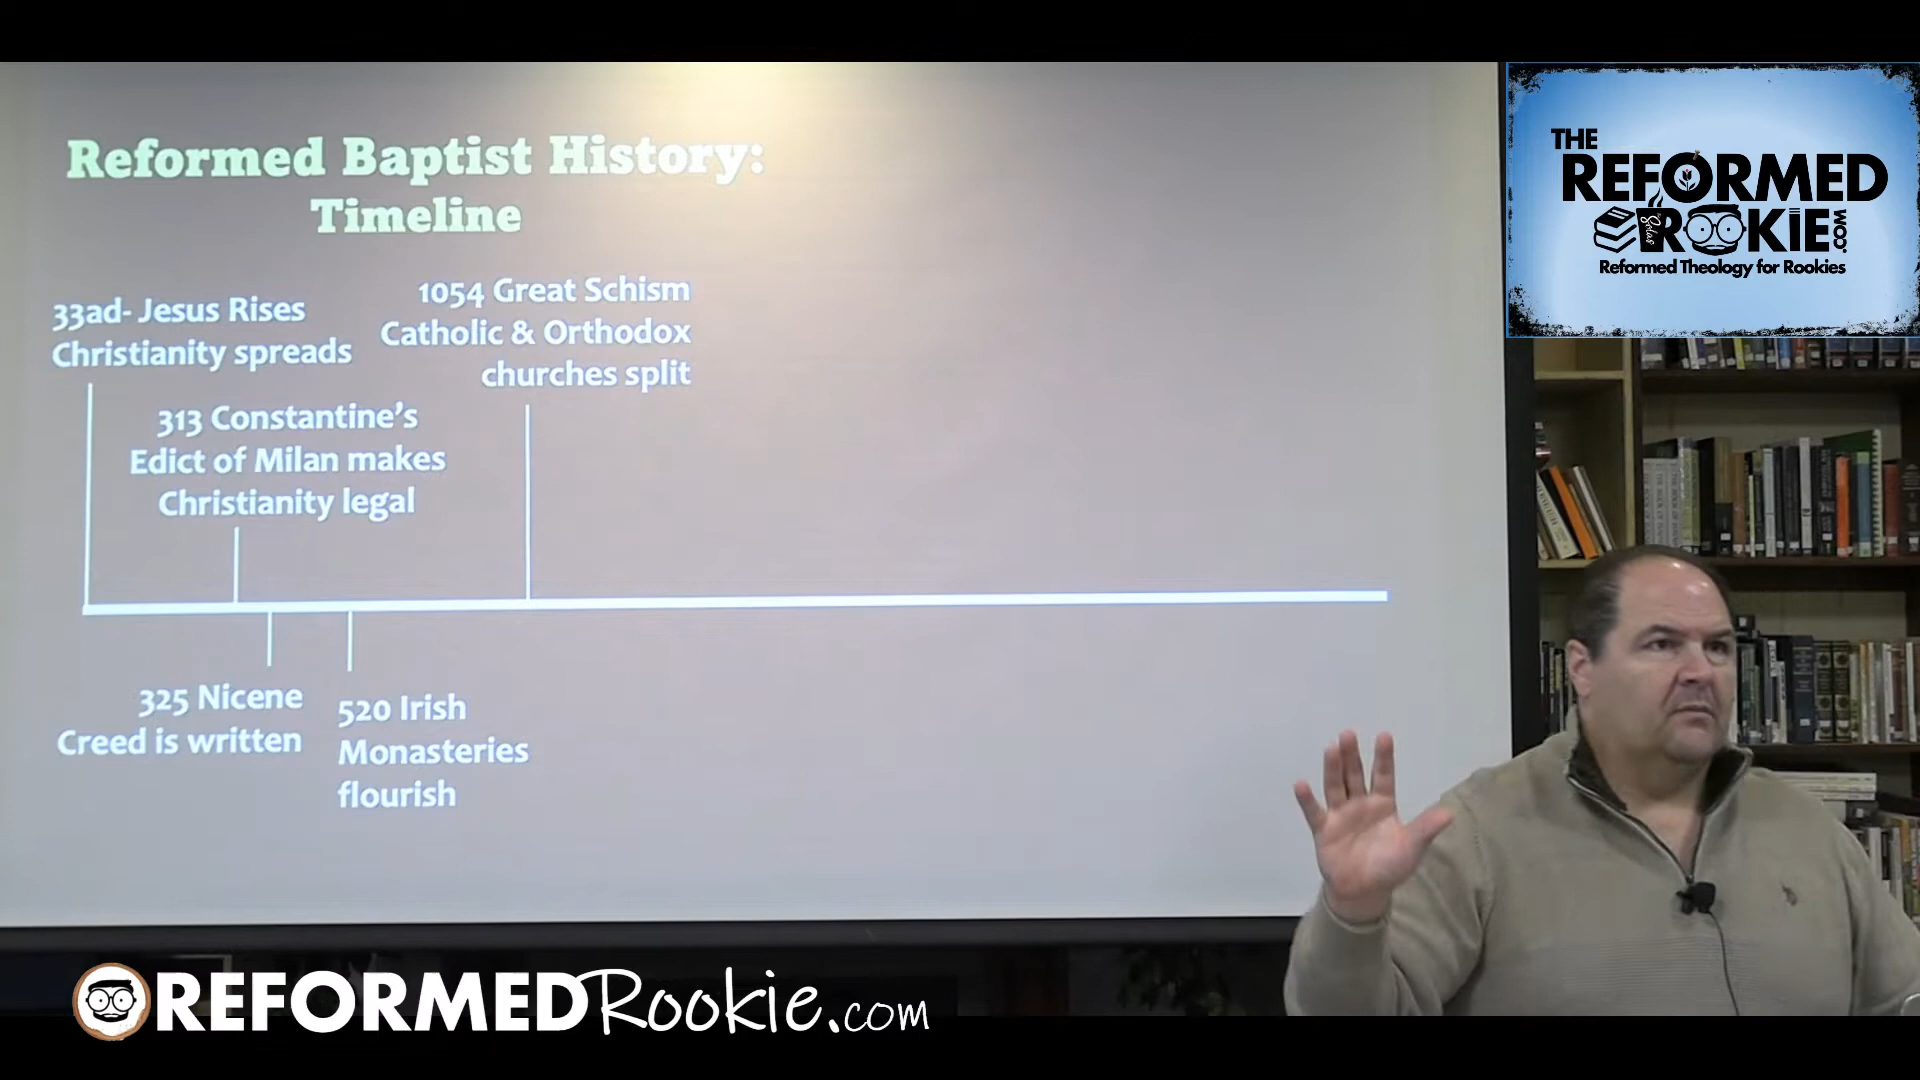 Reformed Baptist History:
Timeline
33ad- Jesus Rises
Christianity spreads
1054 Great Schism
Catholic & Orthodox
churches split
313 Constantine's
Edict of Milan makes
Christianity legal
325 Nicene
Creed is written
520 Irish
Monasteries
flourish
THE
REFORMED
ROOKIE
.COM
Reformed Theology for Rookies
REFORMEDRookie.com